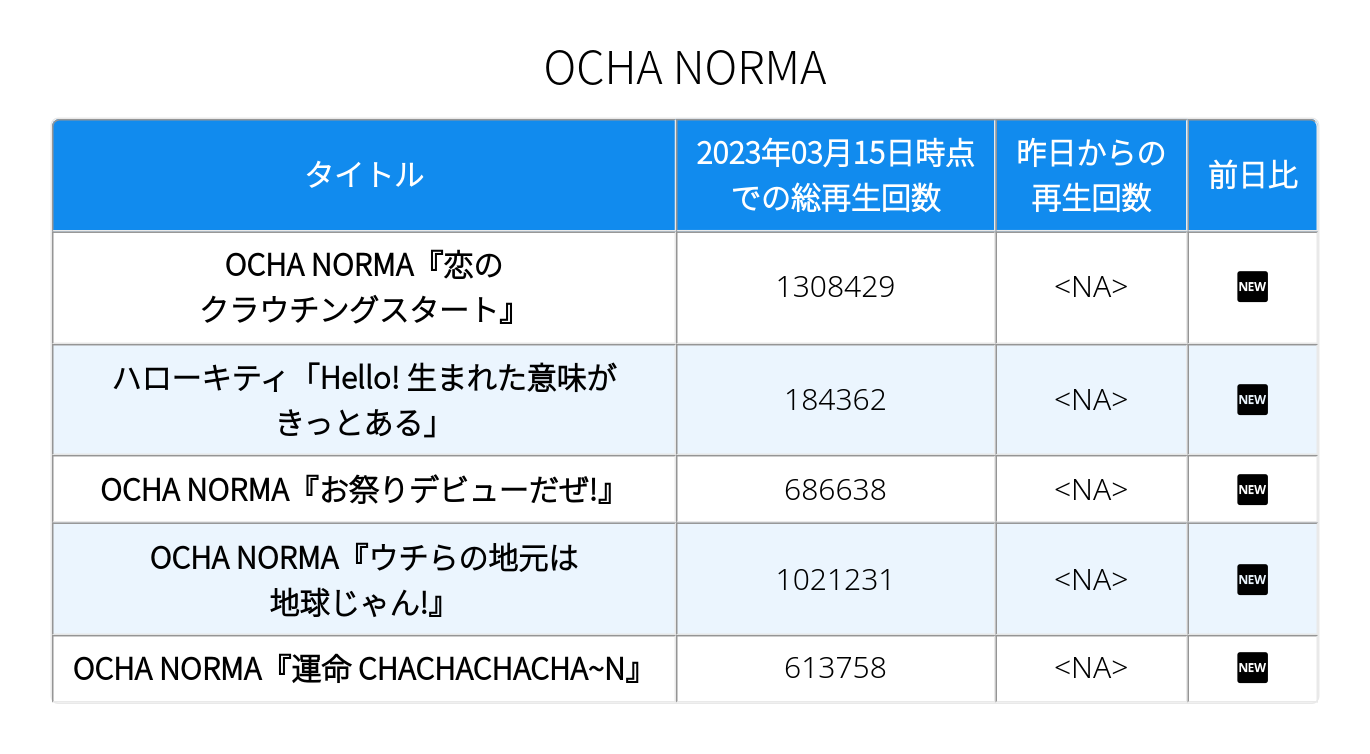 OCHA NORMA
タイトル
2023年03月15日時点
での総再生回数
昨日からの
再生回数
前日比
OCHA NORMA『恋の
クラウチングスタート』
1308429
<NA>
NEW
ハローキティ「Hello! 生まれた意味が
きっとある」
184362
<NA>
NEW
OCHA NORMA『お祭りデビューだぜ!』
686638
<NA>
NEW
OCHA NORMA『ウチらの地元は
地球じゃん!』
1021231
<NA>
NEW
OCHA NORMA『運命 CHACHACHACHA~N』
613758
<NA>
NEW